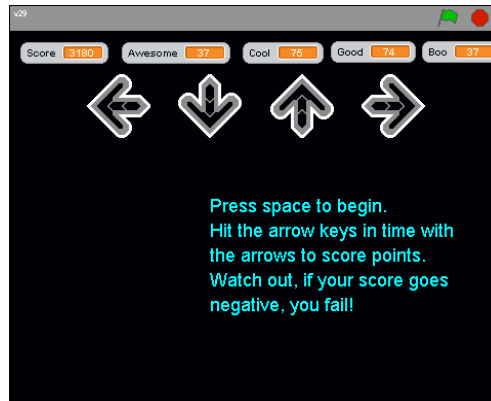 v29
Score 3180 Awesome 37 Cool 75 Good 74 Boo 37
Press space to begin.
Hit the arrow keys in time with
the arrows to score points.
Watch out, if your score goes
negative, you fail!